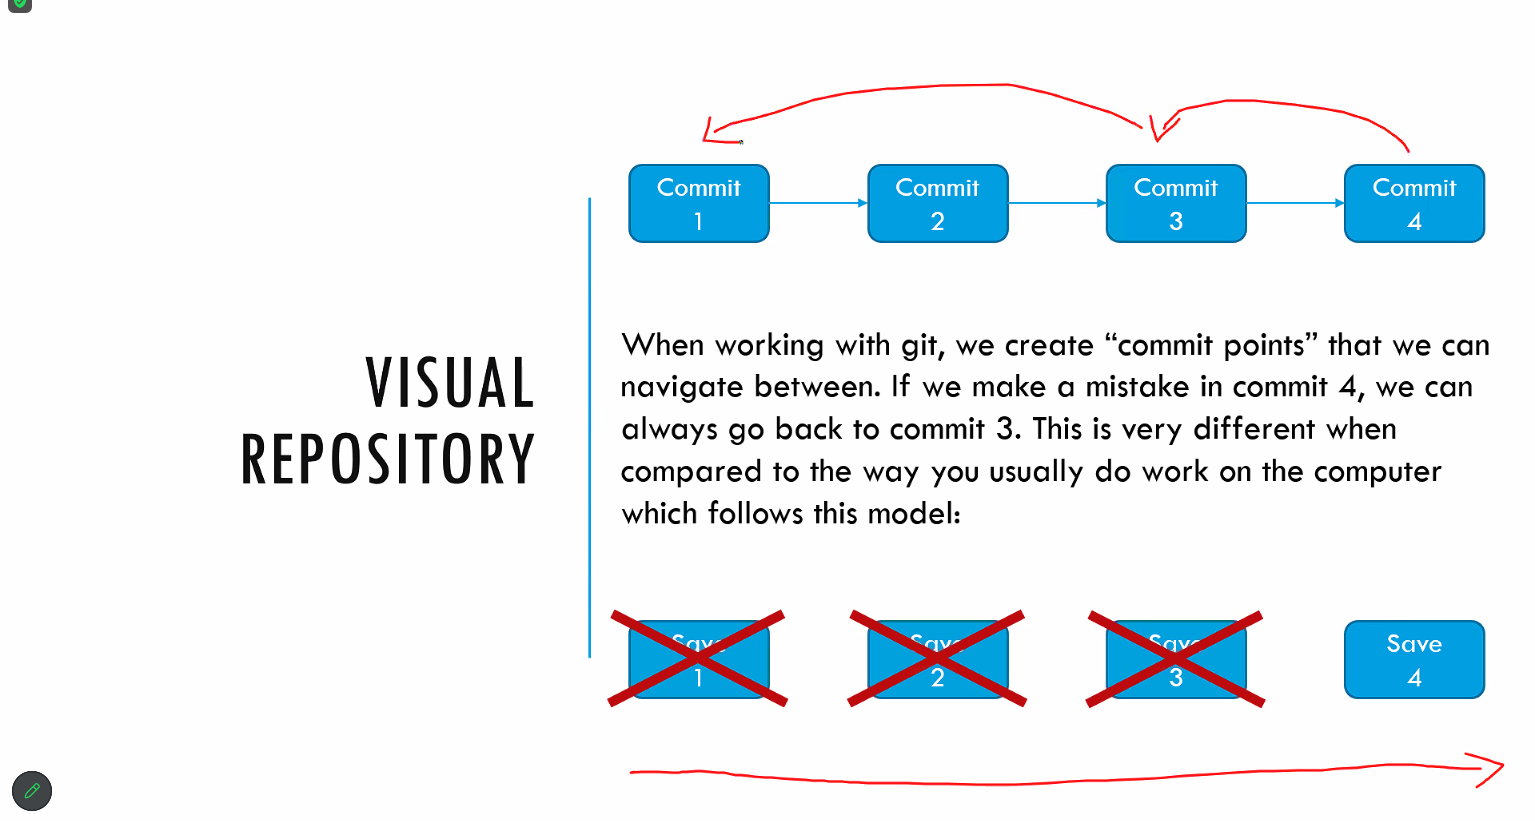 Commit
1
Commit
2
Commit
3
Commit
4
VISUAL
REPOSITORY
When working with git, we create “commit points” that we can
navigate between. If we make a mistake in commit 4, we can
always go back to commit 3. This is very different when
compared to the way you usually do work on the computer
which follows this model:
Save
1
Save
2
Save
3
Save
4